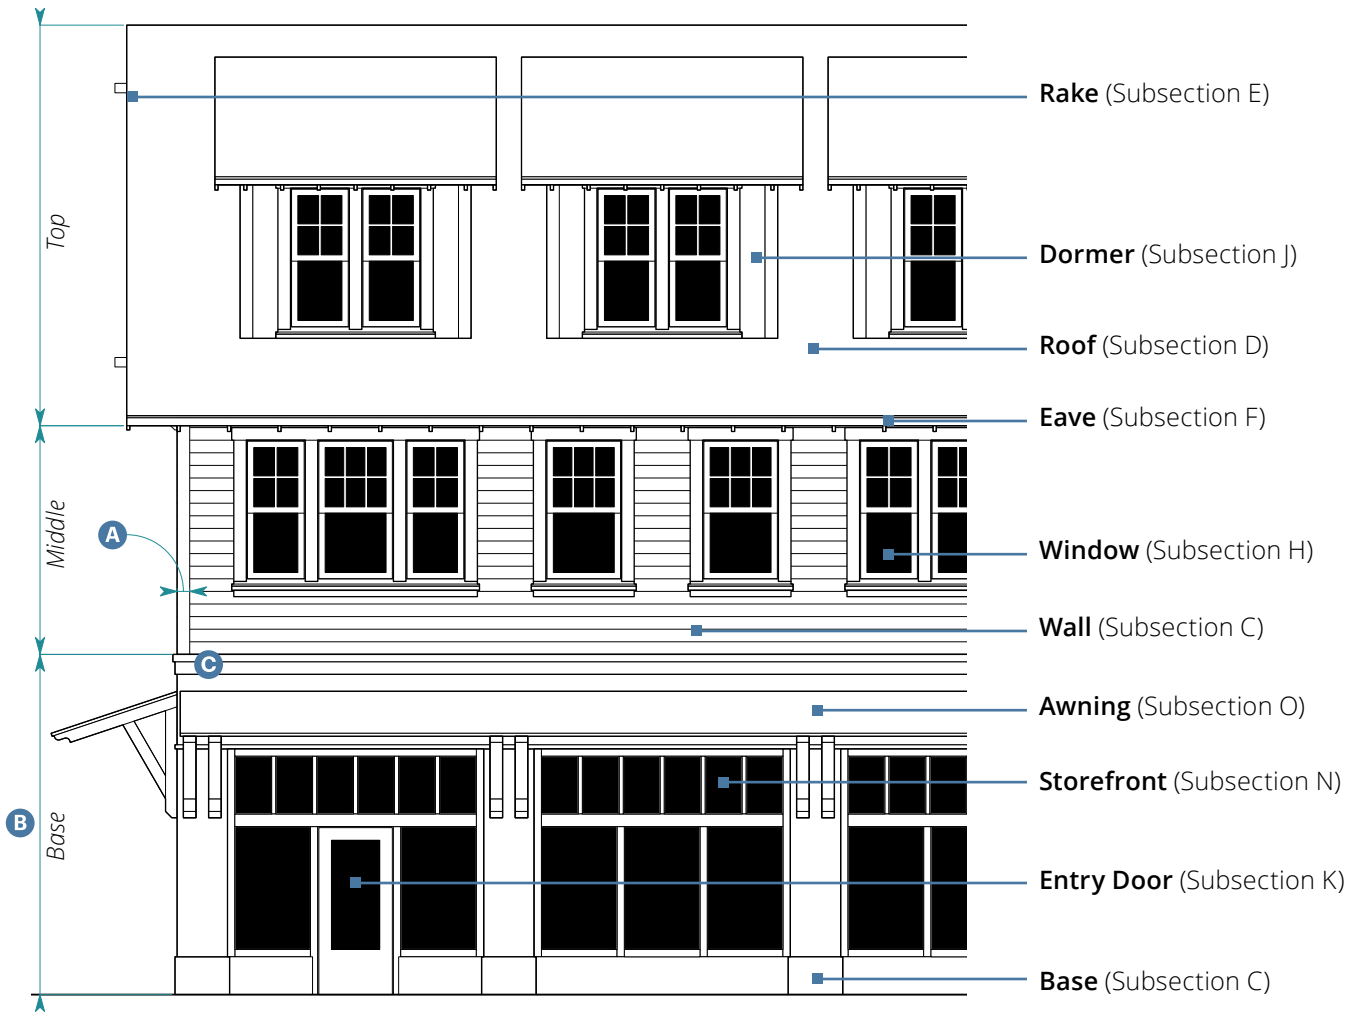 Rake (Subsection E)
Top
Dormer (Subsection J)
Roof (Subsection D)
Eave (Subsection F)
Middle
A
Window (Subsection H)
Wall (Subsection C)
C
Awning (Subsection O)
Storefront (Subsection N)
B
Base
Entry Door (Subsection K)
Base (Subsection C)